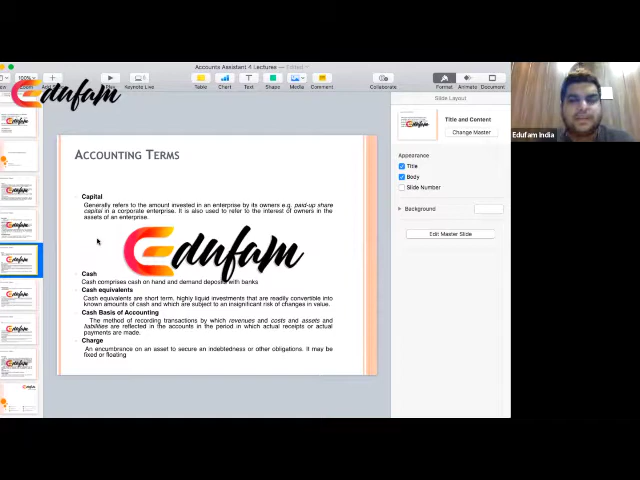 Accounts Assistant 4 Lectures — Edited
100%
Edufam
Keynote Live
Table
Chart
Text
Shape
Media
Comment
Collaborate
Format
Animate
Document
Slide Layout
Title and Content
Change Master
Appearance
Title
Body
Slide Number
Background
Edit Master Slide
Edufam India
ACCOUNTING TERMS
Capital
Generally refers to the amount invested in an enterprise by its owners e.g. paid-up share
capital in a corporate enterprise. It is also used to refer to the interest of owners in the
assets of an enterprise.
Edufam
Cash
Cash comprises cash on hand and demand deposits with banks
Cash equivalents
Cash equivalents are short term, highly liquid investments that are readily convertible into
known amounts of cash and which are subject to an insignificant risk of changes in value.
Cash Basis of Accounting
The method of recording transactions by which revenues and costs and assets and
liabilities are reflected in the accounts in the period in which actual receipts or actual
payments are made.
Charge
An encumbrance on an asset to secure an indebtedness or other obligations. It may be
fixed or floating